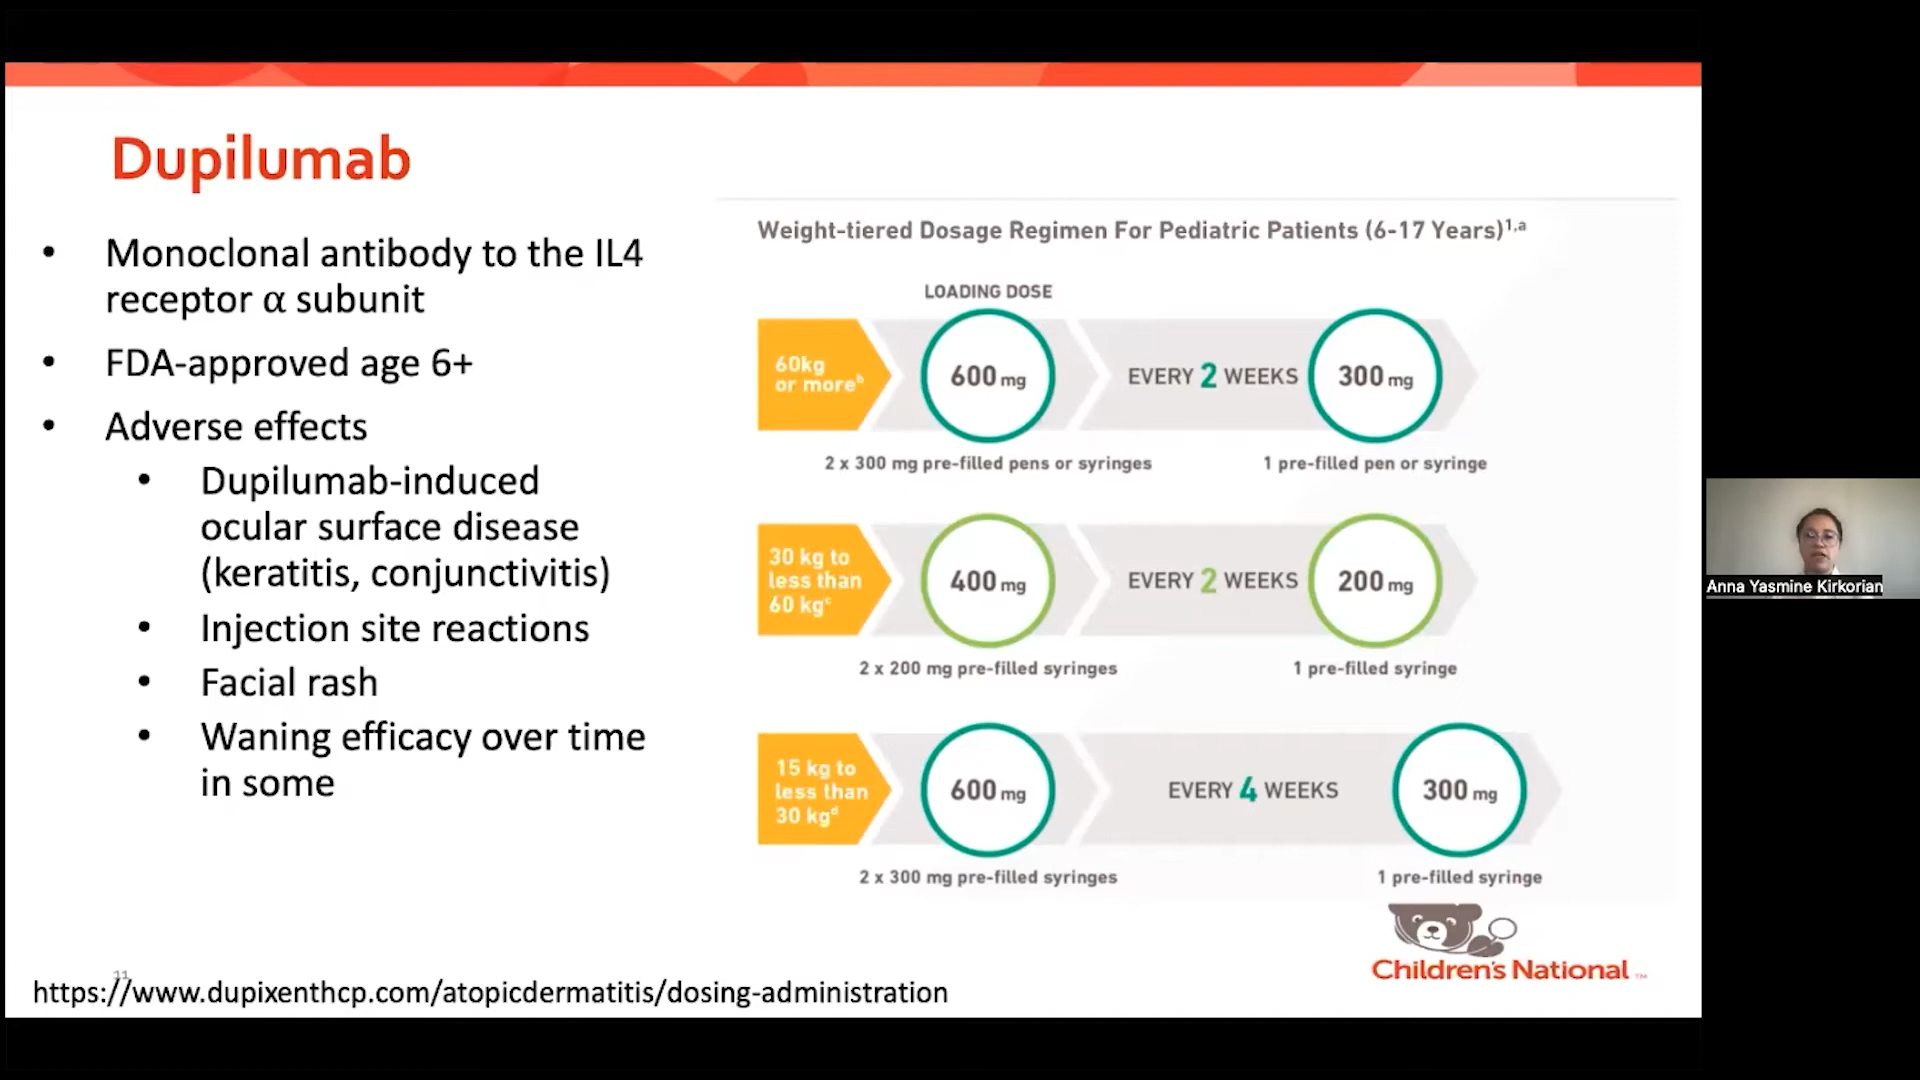 Dupilumab
• Monoclonal antibody to the IL4
receptor α subunit
• FDA-approved age 6+
• Adverse effects
• Dupilumab-induced
ocular surface disease
(keratitis, conjunctivitis)
• Injection site reactions
• Facial rash
• Waning efficacy over time
in some
Weight-tiered Dosage Regimen For Pediatric Patients (6-17 Years)1,a
LOADING DOSE
60kg
or moreb
600 mg
EVERY 2 WEEKS
300 mg
2 x 300 mg pre-filled pens or syringes
1 pre-filled pen or syringe
30 kg to
less than
60 kgc
400 mg
EVERY 2 WEEKS
200 mg
2 x 200 mg pre-filled syringes
1 pre-filled syringe
15 kg to
less than
30 kgd
600 mg
EVERY 4 WEEKS
300 mg
2 x 300 mg pre-filled syringes
1 pre-filled syringe
Children's National ™
11
https://www.dupixenthcp.com/atopicdermatitis/dosing-administration
Anna Yasmine Kirkorian